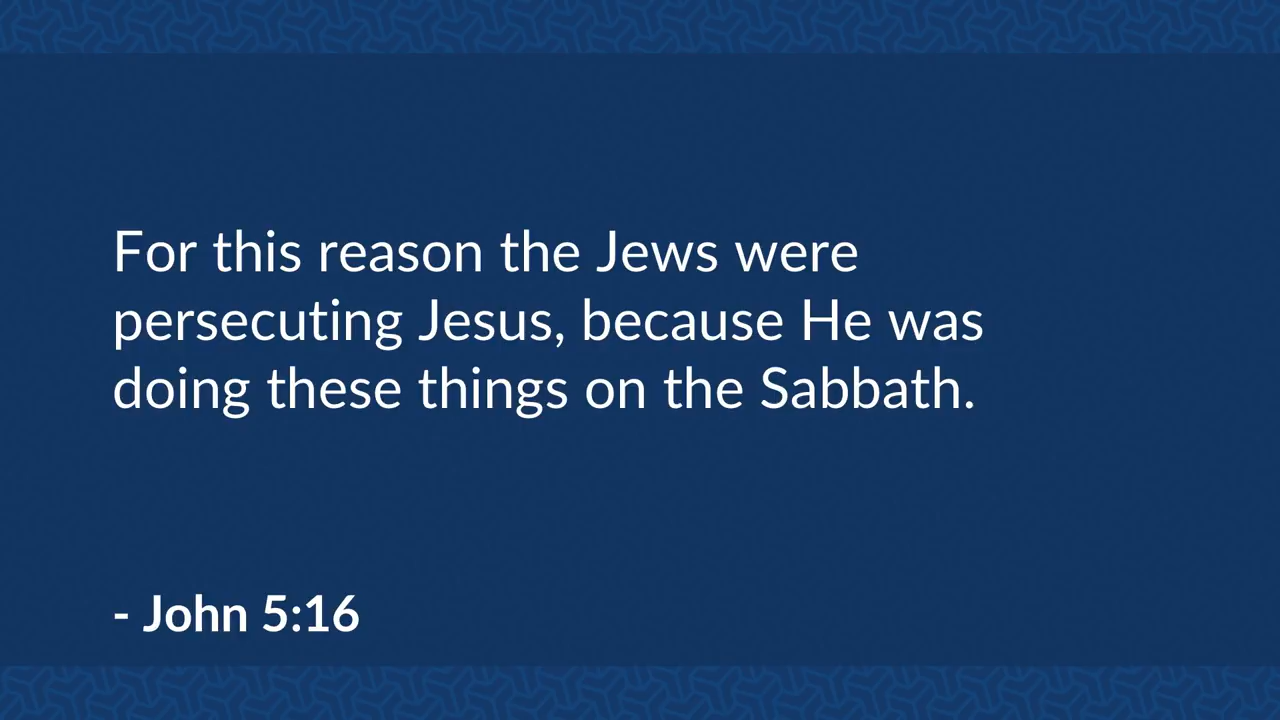 For this reason the Jews were
persecuting Jesus, because He was
doing these things on the Sabbath.
- John 5:16